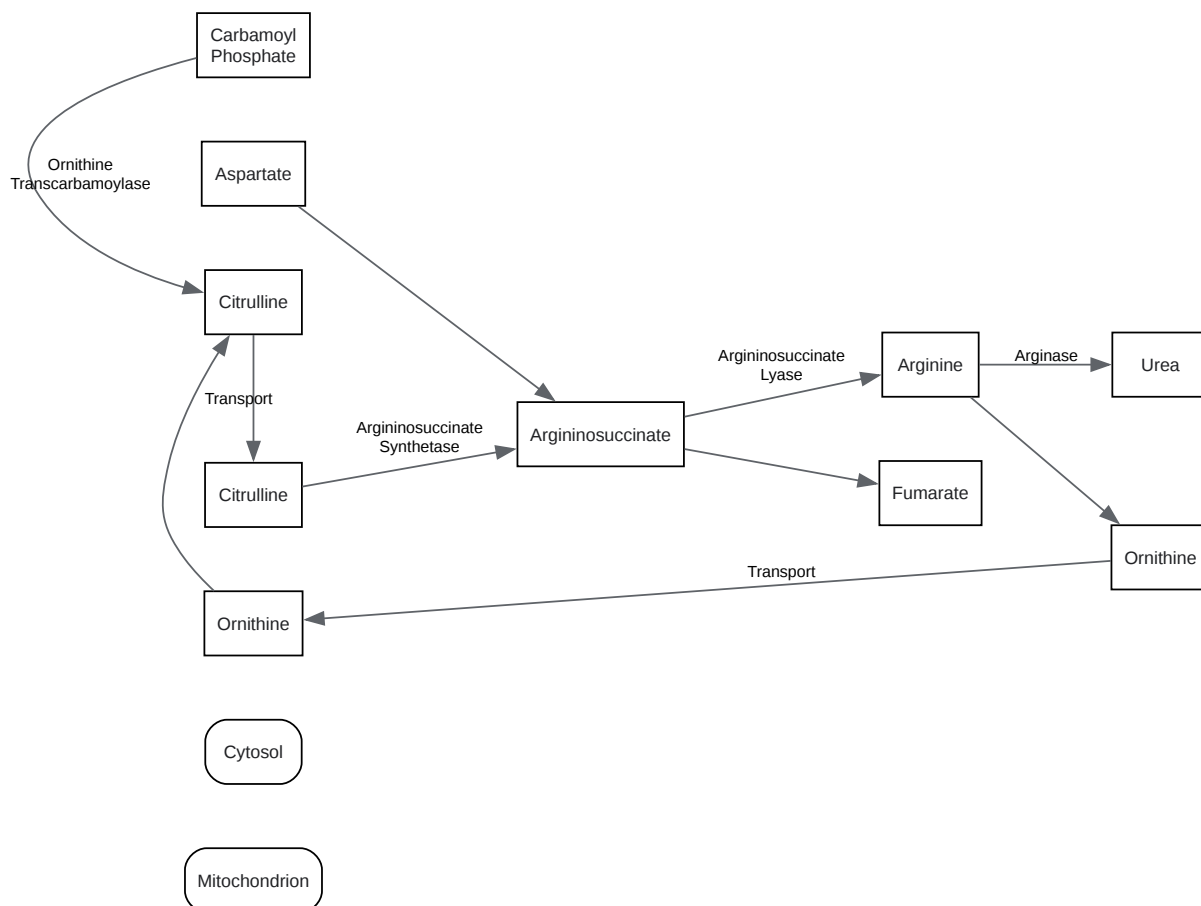 Carbamoyl
Phosphate
Ornithine
Transcarbamoylase
Aspartate
Citrulline
Transport
Citrulline
Argininosuccinate
Synthetase
Argininosuccinate
Argininosuccinate
Lyase
Arginine
Arginase
Urea
Fumarate
Ornithine
Transport
Ornithine
Cytosol
Mitochondrion